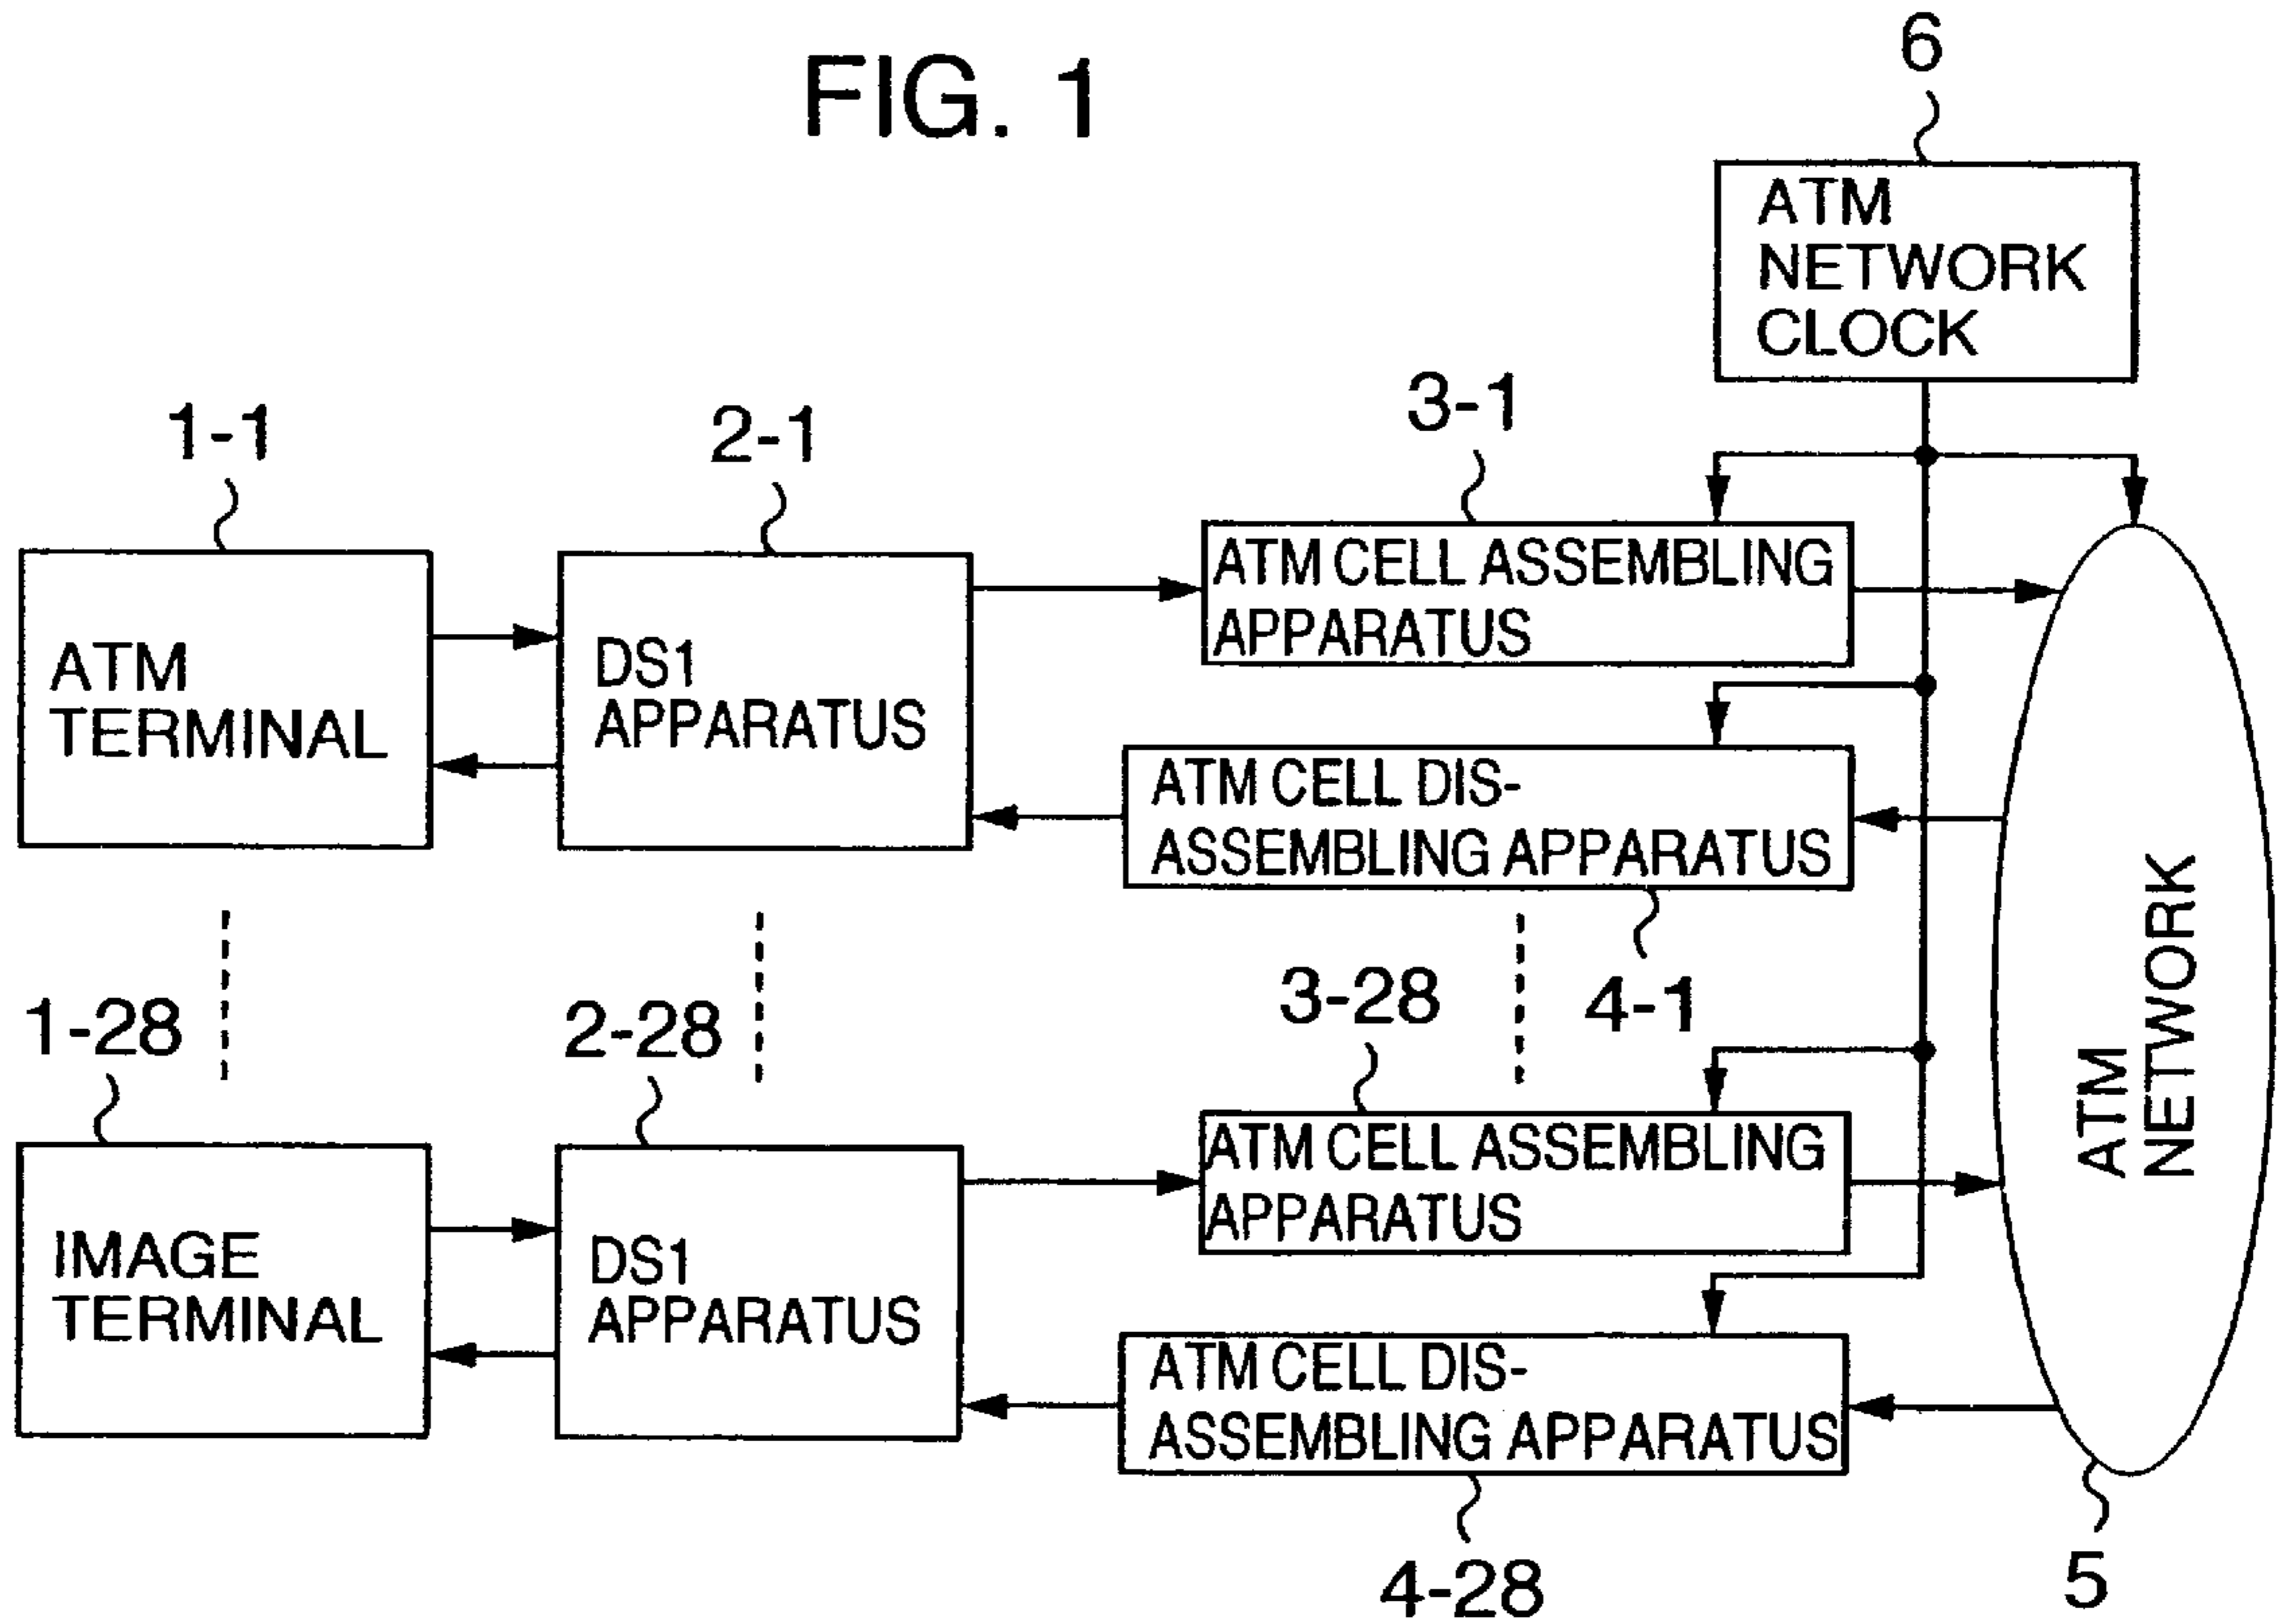 FIG. 1
6
ATM
NETWORK
CLOCK
1-1
2-1
3-1
ATM
TERMINAL
DS1
APPARATUS
ATM CELL ASSEMBLING
APPARATUS
ATM CELL DIS-
ASSEMBLING APPARATUS
4-1
ATM
NETWORK
1-28
2-28
3-28
IMAGE
TERMINAL
DS1
APPARATUS
ATM CELL ASSEMBLING
APPARATUS
ATM CELL DIS-
ASSEMBLING APPARATUS
4-28
5